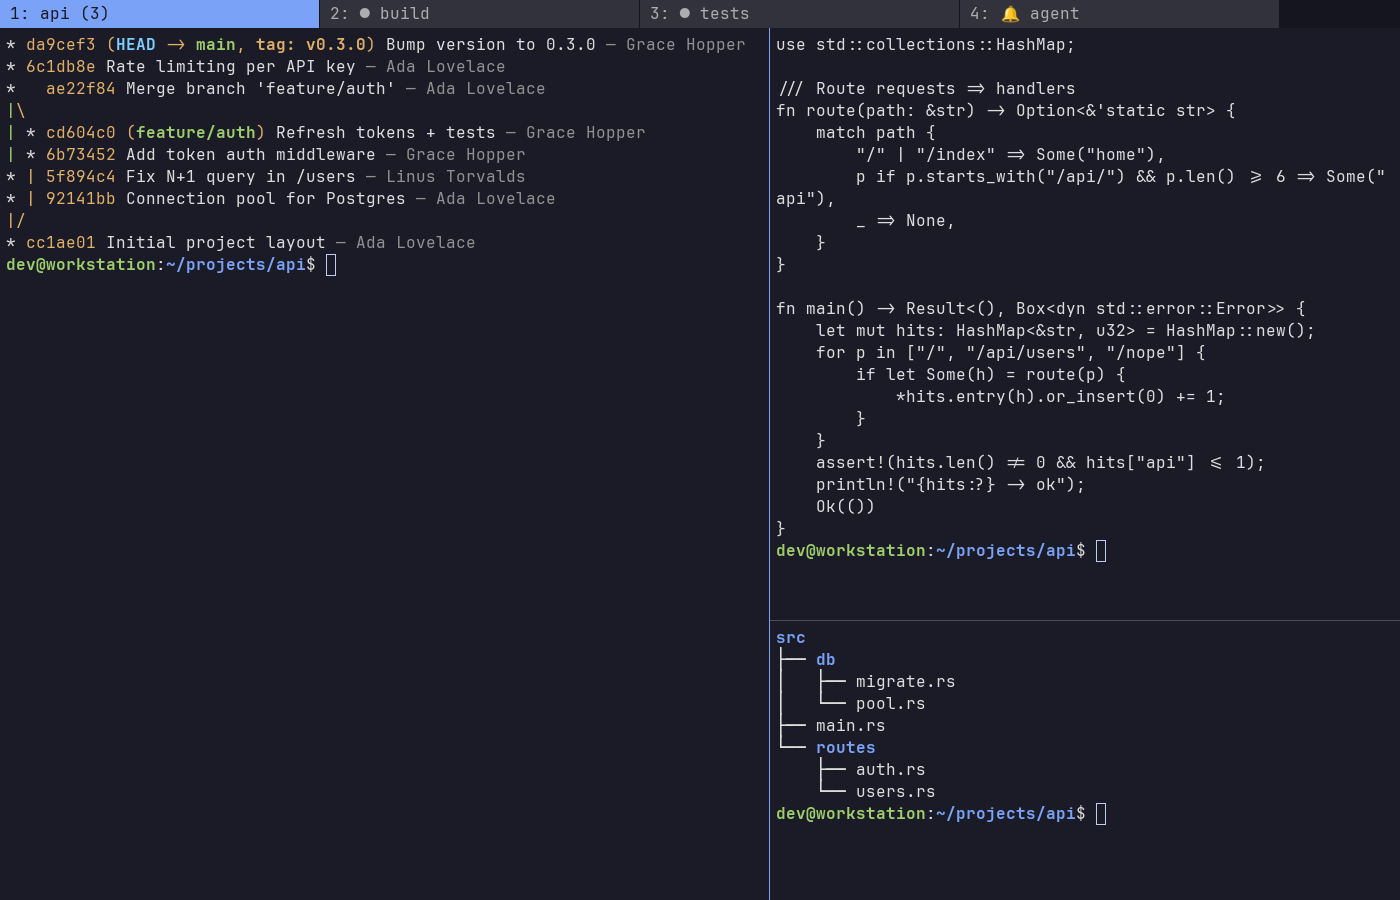 1: api (3)
2: ● build
3: ● tests
4: 🔔 agent
* da9cef3 (HEAD -> main, tag: v0.3.0) Bump version to 0.3.0 — Grace Hopper
* 6c1db8e Rate limiting per API key — Ada Lovelace
*   ae22f84 Merge branch 'feature/auth' — Ada Lovelace
|\
| * cd604c0 (feature/auth) Refresh tokens + tests — Grace Hopper
| * 6b73452 Add token auth middleware — Grace Hopper
* | 5f894c4 Fix N+1 query in /users — Linus Torvalds
* | 92141bb Connection pool for Postgres — Ada Lovelace
|/
* cc1ae01 Initial project layout — Ada Lovelace
dev@workstation:~/projects/api$
use std::collections::HashMap;

/// Route requests => handlers
fn route(path: &str) -> Option<&'static str> {
    match path {
        "/" | "/index" => Some("home"),
        p if p.starts_with("/api/") && p.len() >= 6 => Some("
api"),
        _ => None,
    }
}

fn main() -> Result<(), Box<dyn std::error::Error>> {
    let mut hits: HashMap<&str, u32> = HashMap::new();
    for p in ["/", "/api/users", "/nope"] {
        if let Some(h) = route(p) {
            *hits.entry(h).or_insert(0) += 1;
        }
    }
    assert!(hits.len() != 0 && hits["api"] <= 1);
    println!("{hits:?} -> ok");
    Ok(())
}
dev@workstation:~/projects/api$
src
├── db
│   ├── migrate.rs
│   └── pool.rs
├── main.rs
└── routes
    ├── auth.rs
    └── users.rs
dev@workstation:~/projects/api$